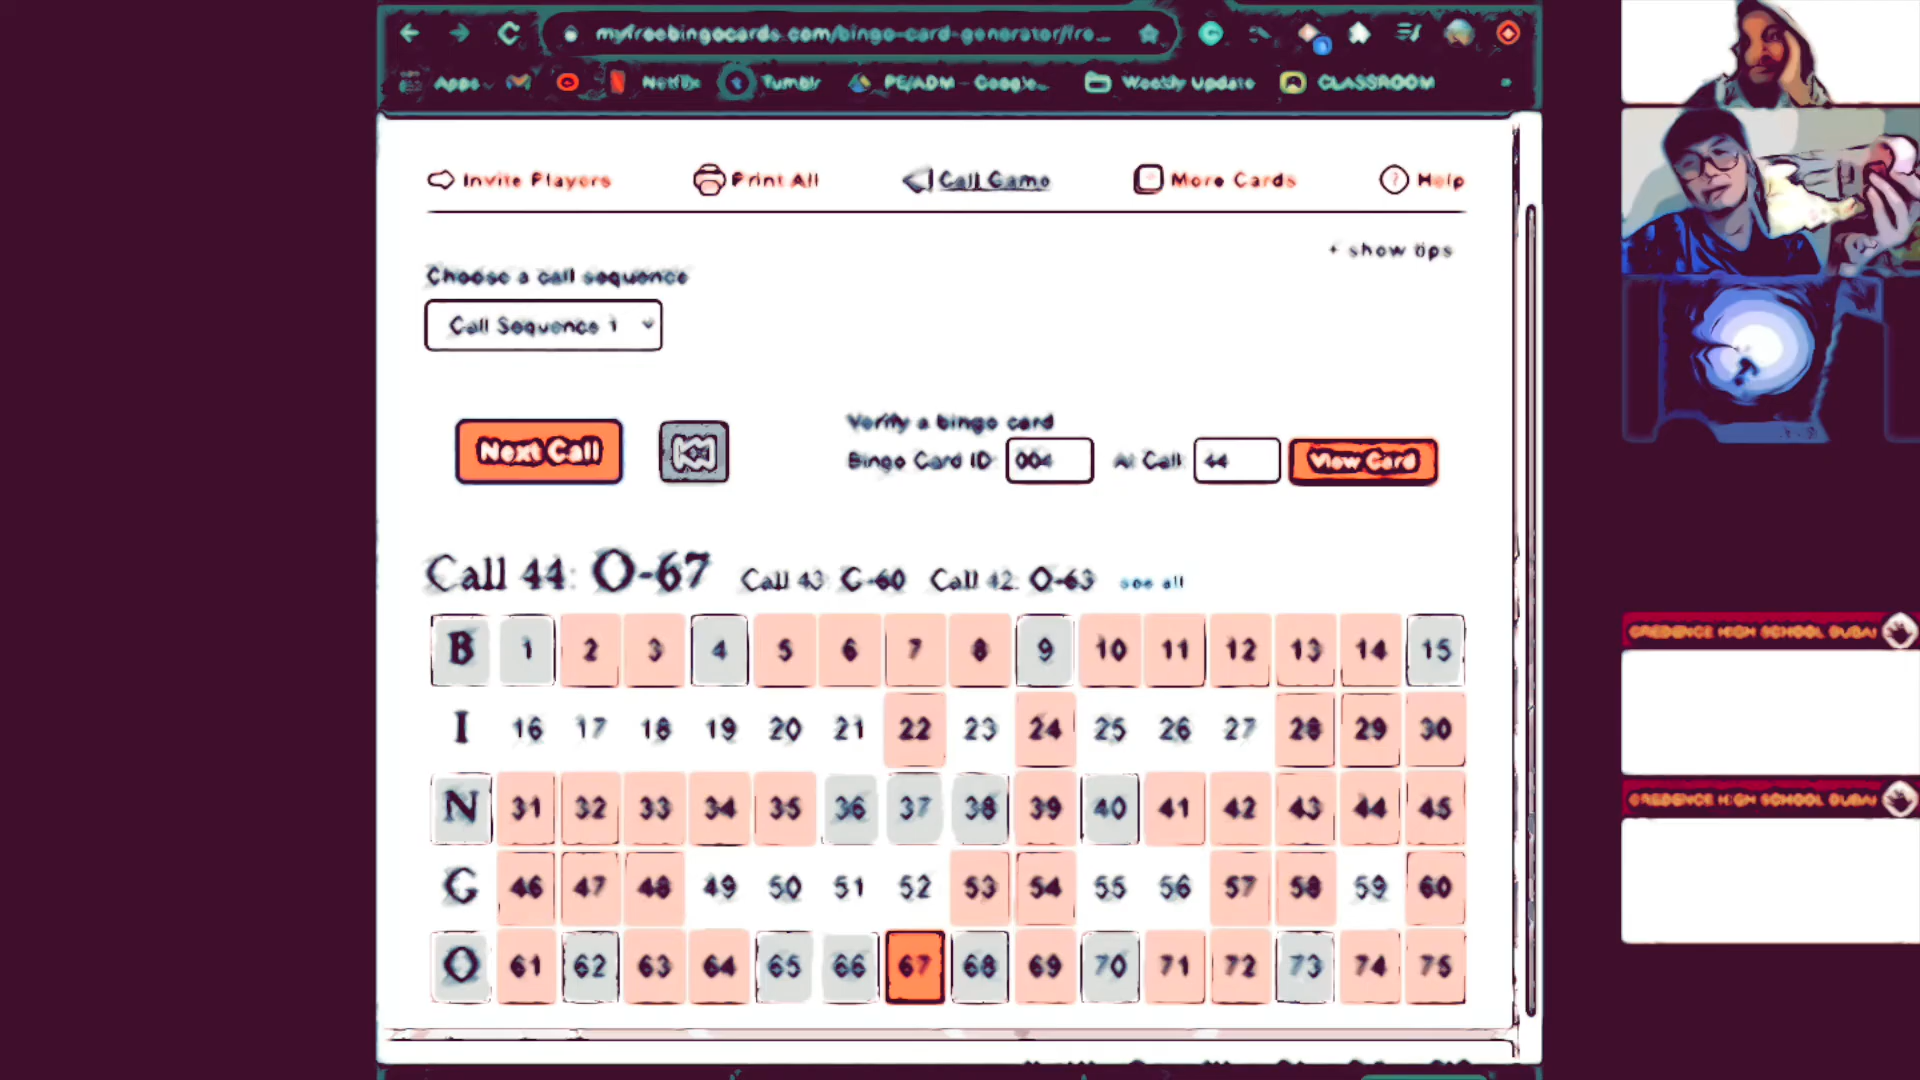 myfreebingocards.com/bingo-card-generator/fre...
Apps Netflix Tumblr PE/ADM - Google... Weekly Update CLASSROOM
Invite Players Print All Call Game More Cards Help
+ show tips
Choose a call sequence
Call Sequence 1
Next Call
Verify a bingo card
Bingo Card ID 004 At Call 44 View Card
Call 44: O-67 Call 43: G-60 Call 42: O-63 see all
B 1 2 3 4 5 6 7 8 9 10 11 12 13 14 15
I 16 17 18 19 20 21 22 23 24 25 26 27 28 29 30
N 31 32 33 34 35 36 37 38 39 40 41 42 43 44 45
G 46 47 48 49 50 51 52 53 54 55 56 57 58 59 60
O 61 62 63 64 65 66 67 68 69 70 71 72 73 74 75
CREDENCE HIGH SCHOOL DUBAI
CREDENCE HIGH SCHOOL DUBAI